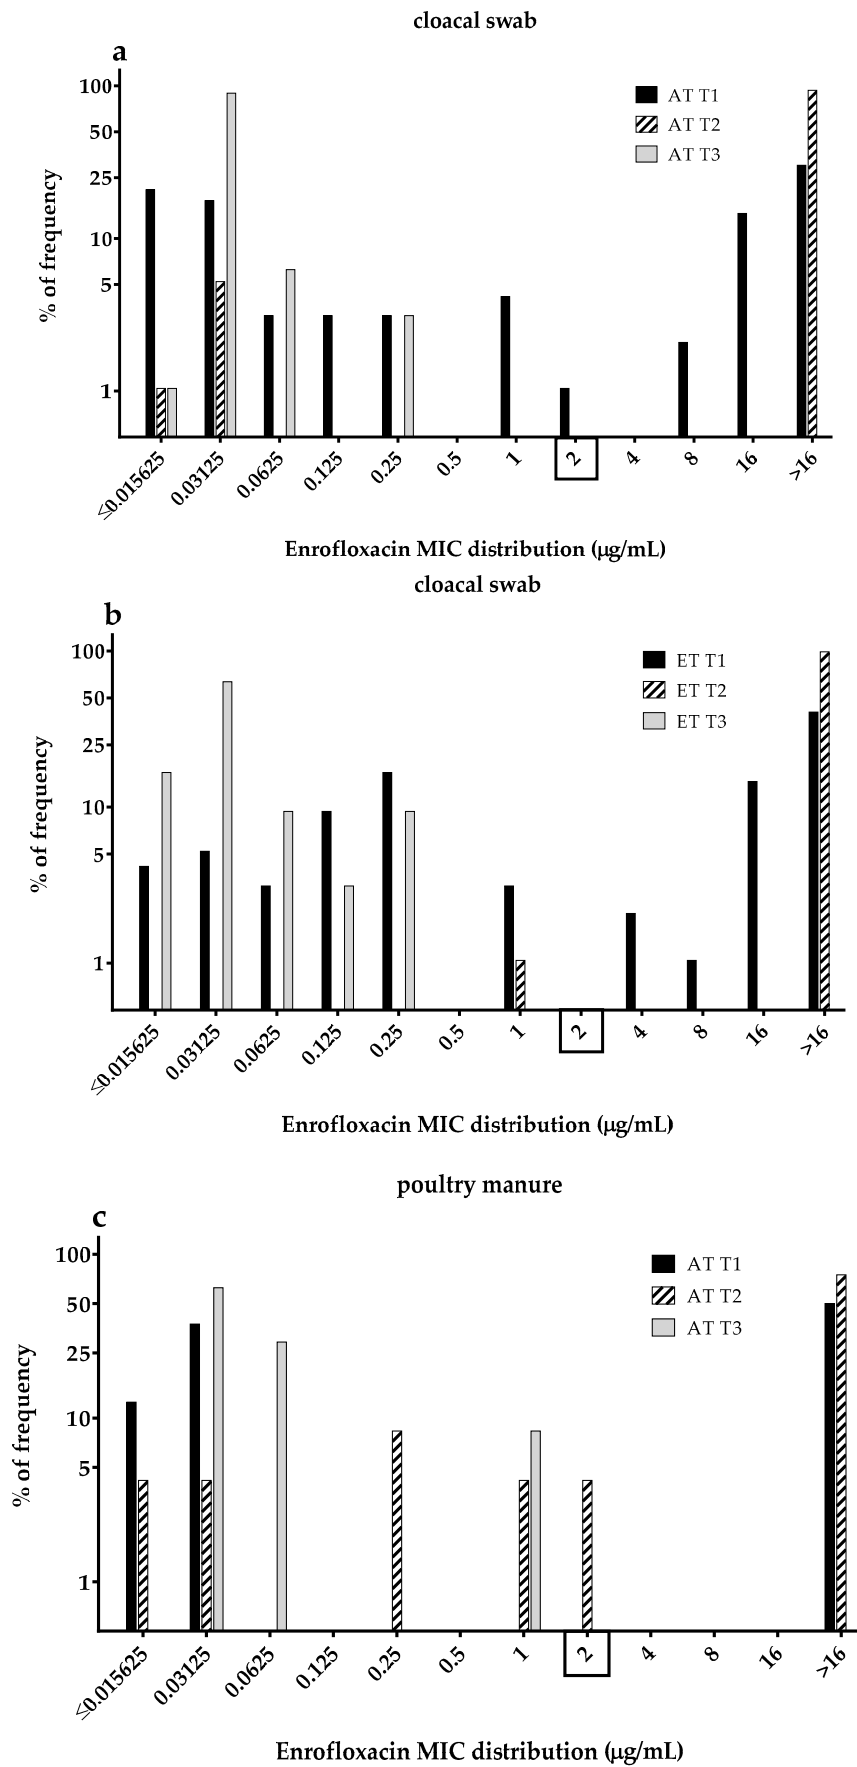 cloacal swab
a
AT T1
AT T2
AT T3
% of frequency
100
50
25
10
5
1
≤0.015625
0.03125
0.0625
0.125
0.25
0.5
1
2
4
8
16
>16
Enrofloxacin MIC distribution (µg/mL)
cloacal swab
b
ET T1
ET T2
ET T3
% of frequency
100
50
25
10
5
1
≤0.015625
0.03125
0.0625
0.125
0.25
0.5
1
2
4
8
16
>16
Enrofloxacin MIC distribution (µg/mL)
poultry manure
c
AT T1
AT T2
AT T3
% of frequency
100
50
25
10
5
1
≤0.015625
0.03125
0.0625
0.125
0.25
0.5
1
2
4
8
16
>16
Enrofloxacin MIC distribution (µg/mL)